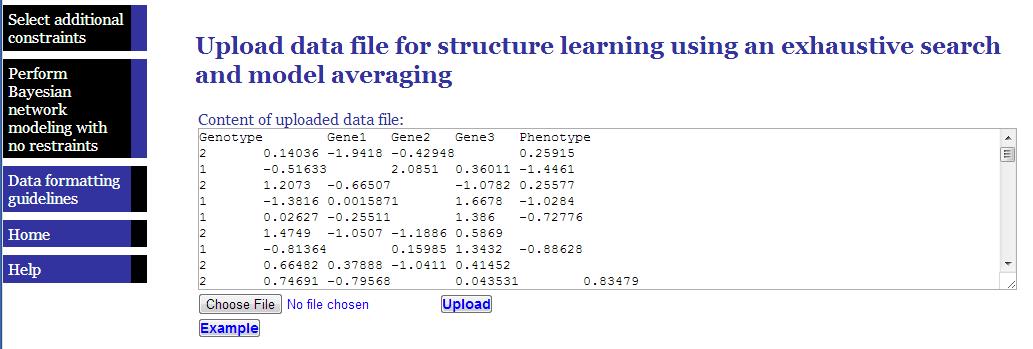 Select additional
constraints
Perform
Bayesian
network
modeling with
no restraints
Data formatting
guidelines
Home
Help
Upload data file for structure learning using an exhaustive search
and model averaging
Content of uploaded data file:
Genotype Gene1 Gene2 Gene3 Phenotype
2 0.14036 -1.9418 -0.42948 0.25915
1 -0.51633 2.0851 0.36011 -1.4461
2 1.2073 -0.66507 -1.0782 0.25577
1 -1.3816 0.0015871 1.6678 -1.0284
1 0.02627 -0.25511 1.386 -0.72776
2 1.4749 -1.0507 -1.1886 0.5869
1 -0.81364 0.15985 1.3432 -0.88628
2 0.66482 0.37888 -1.0411 0.41452
2 0.74691 -0.79568 0.043531 0.83479
Choose File No file chosen Upload
Example